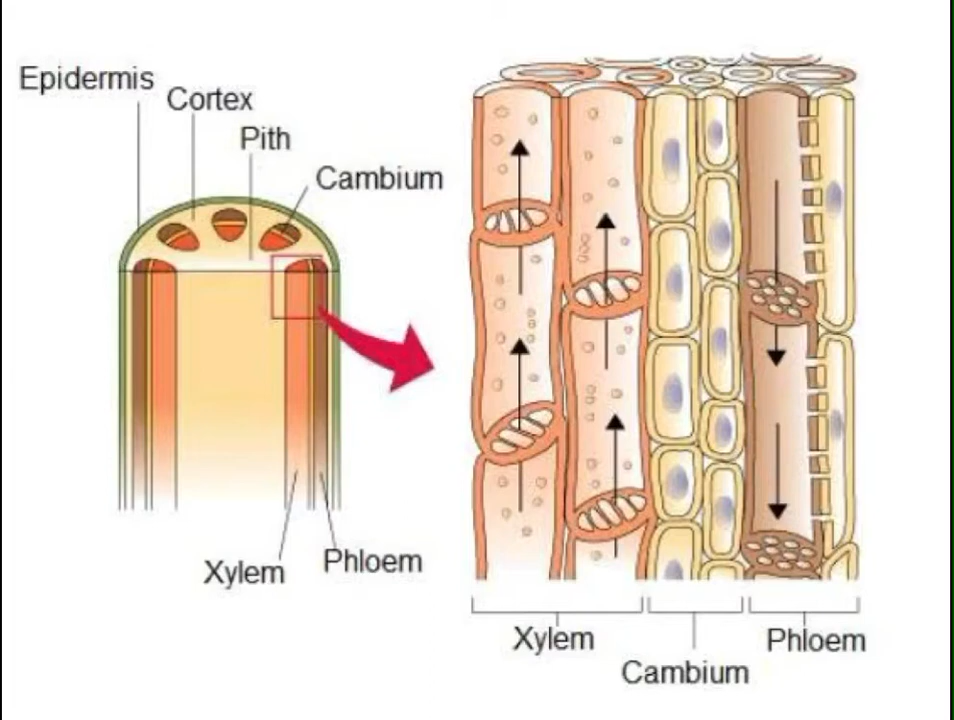 Epidermis
Cortex
Pith
Cambium
Xylem
Phloem
Xylem
Cambium
Phloem